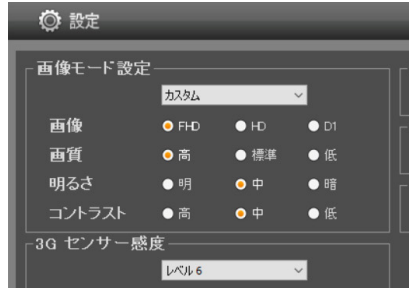 設定
画像モード設定
カスタム
画像 FHD HD D1
画質 高 標準 低
明るさ 明 中 暗
コントラスト 高 中 低
3G センサー感度
レベル 6